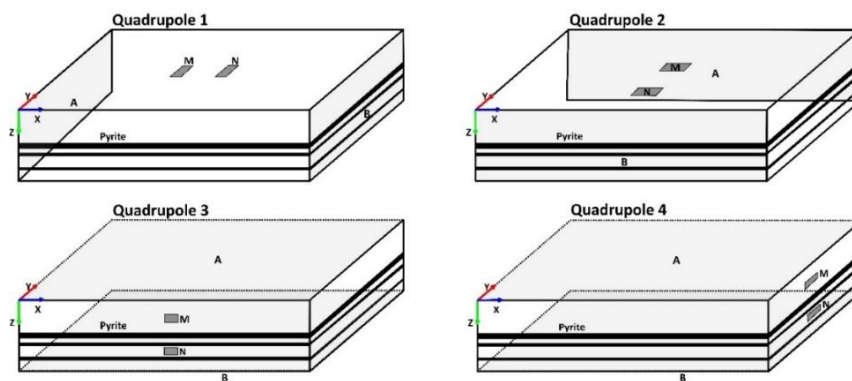 Quadrupole 1
M N
Y
A
X
Z
Pyrite
B
Quadrupole 2
M
A
N
Y
X
Z
Pyrite
B
Quadrupole 3
A
Y
X
Z
M
Pyrite
N
B
Quadrupole 4
A
M
Y
X
Z
N
Pyrite
B